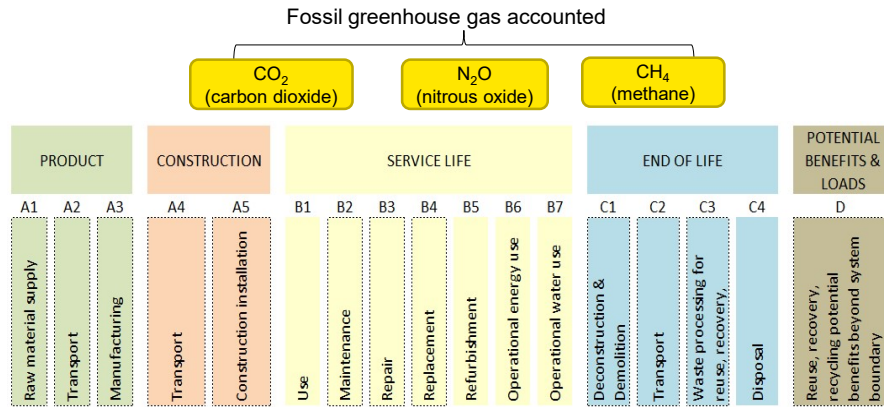 Fossil greenhouse gas accounted
CO₂
(carbon dioxide)
N₂O
(nitrous oxide)
CH₄
(methane)
PRODUCT
CONSTRUCTION
SERVICE LIFE
END OF LIFE
POTENTIAL
BENEFITS &
LOADS
A1
A2
A3
A4
A5
B1
B2
B3
B4
B5
B6
B7
C1
C2
C3
C4
D
Raw material supply
Transport
Manufacturing
Transport
Construction installation
Use
Maintenance
Repair
Replacement
Refurbishment
Operational energy use
Operational water use
Deconstruction &
Demolition
Transport
Waste processing for
reuse, recovery,
Disposal
Reuse, recovery,
recycling potential
benefits beyond system
boundary